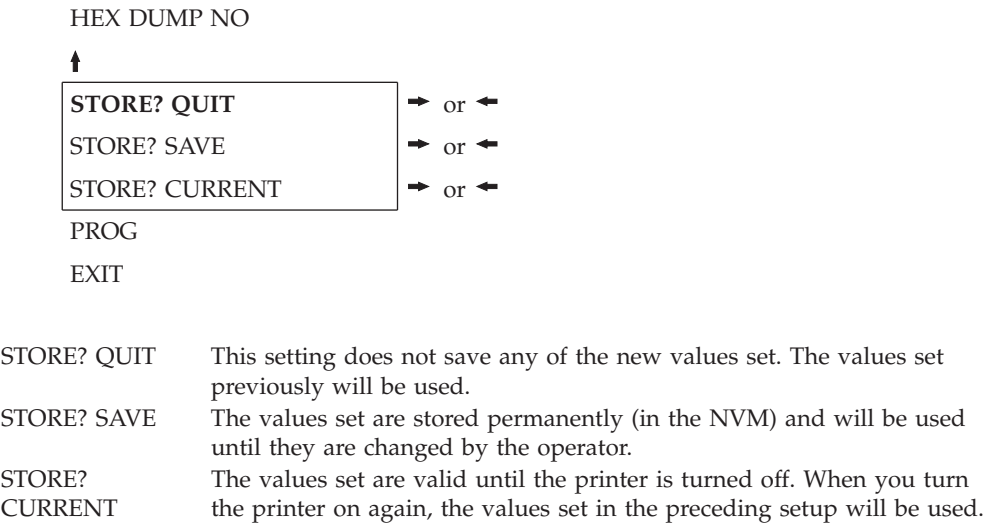 HEX DUMP NO
⬆
STORE? QUIT ➡ or ⬅
STORE? SAVE ➡ or ⬅
STORE? CURRENT ➡ or ⬅
PROG
EXIT
STORE? QUIT This setting does not save any of the new values set. The values set
previously will be used.
STORE? SAVE The values set are stored permanently (in the NVM) and will be used
until they are changed by the operator.
STORE? The values set are valid until the printer is turned off. When you turn
CURRENT the printer on again, the values set in the preceding setup will be used.